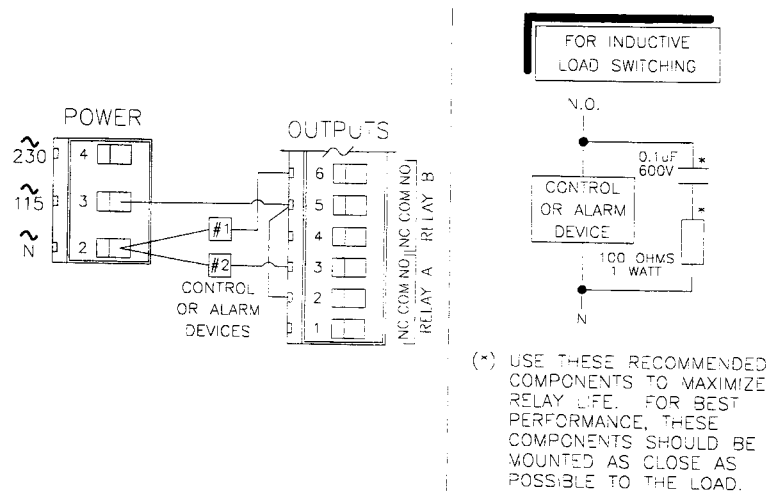 POWER
230
115
N
4
3
2
#1
#2
CONTROL
OR ALARM
DEVICES
OUTPUTS
6
5
4
3
2
1
NC COM NO
RELAY B
NC COM NO
RELAY A
FOR INDUCTIVE
LOAD SWITCHING
N.O.
0.1uF
600V
*
CONTROL
OR ALARM
DEVICE
*
100 OHMS
1 WATT
N
(*) USE THESE RECOMMENDED
COMPONENTS TO MAXIMIZE
RELAY LIFE. FOR BEST
PERFORMANCE, THESE
COMPONENTS SHOULD BE
MOUNTED AS CLOSE AS
POSSIBLE TO THE LOAD.